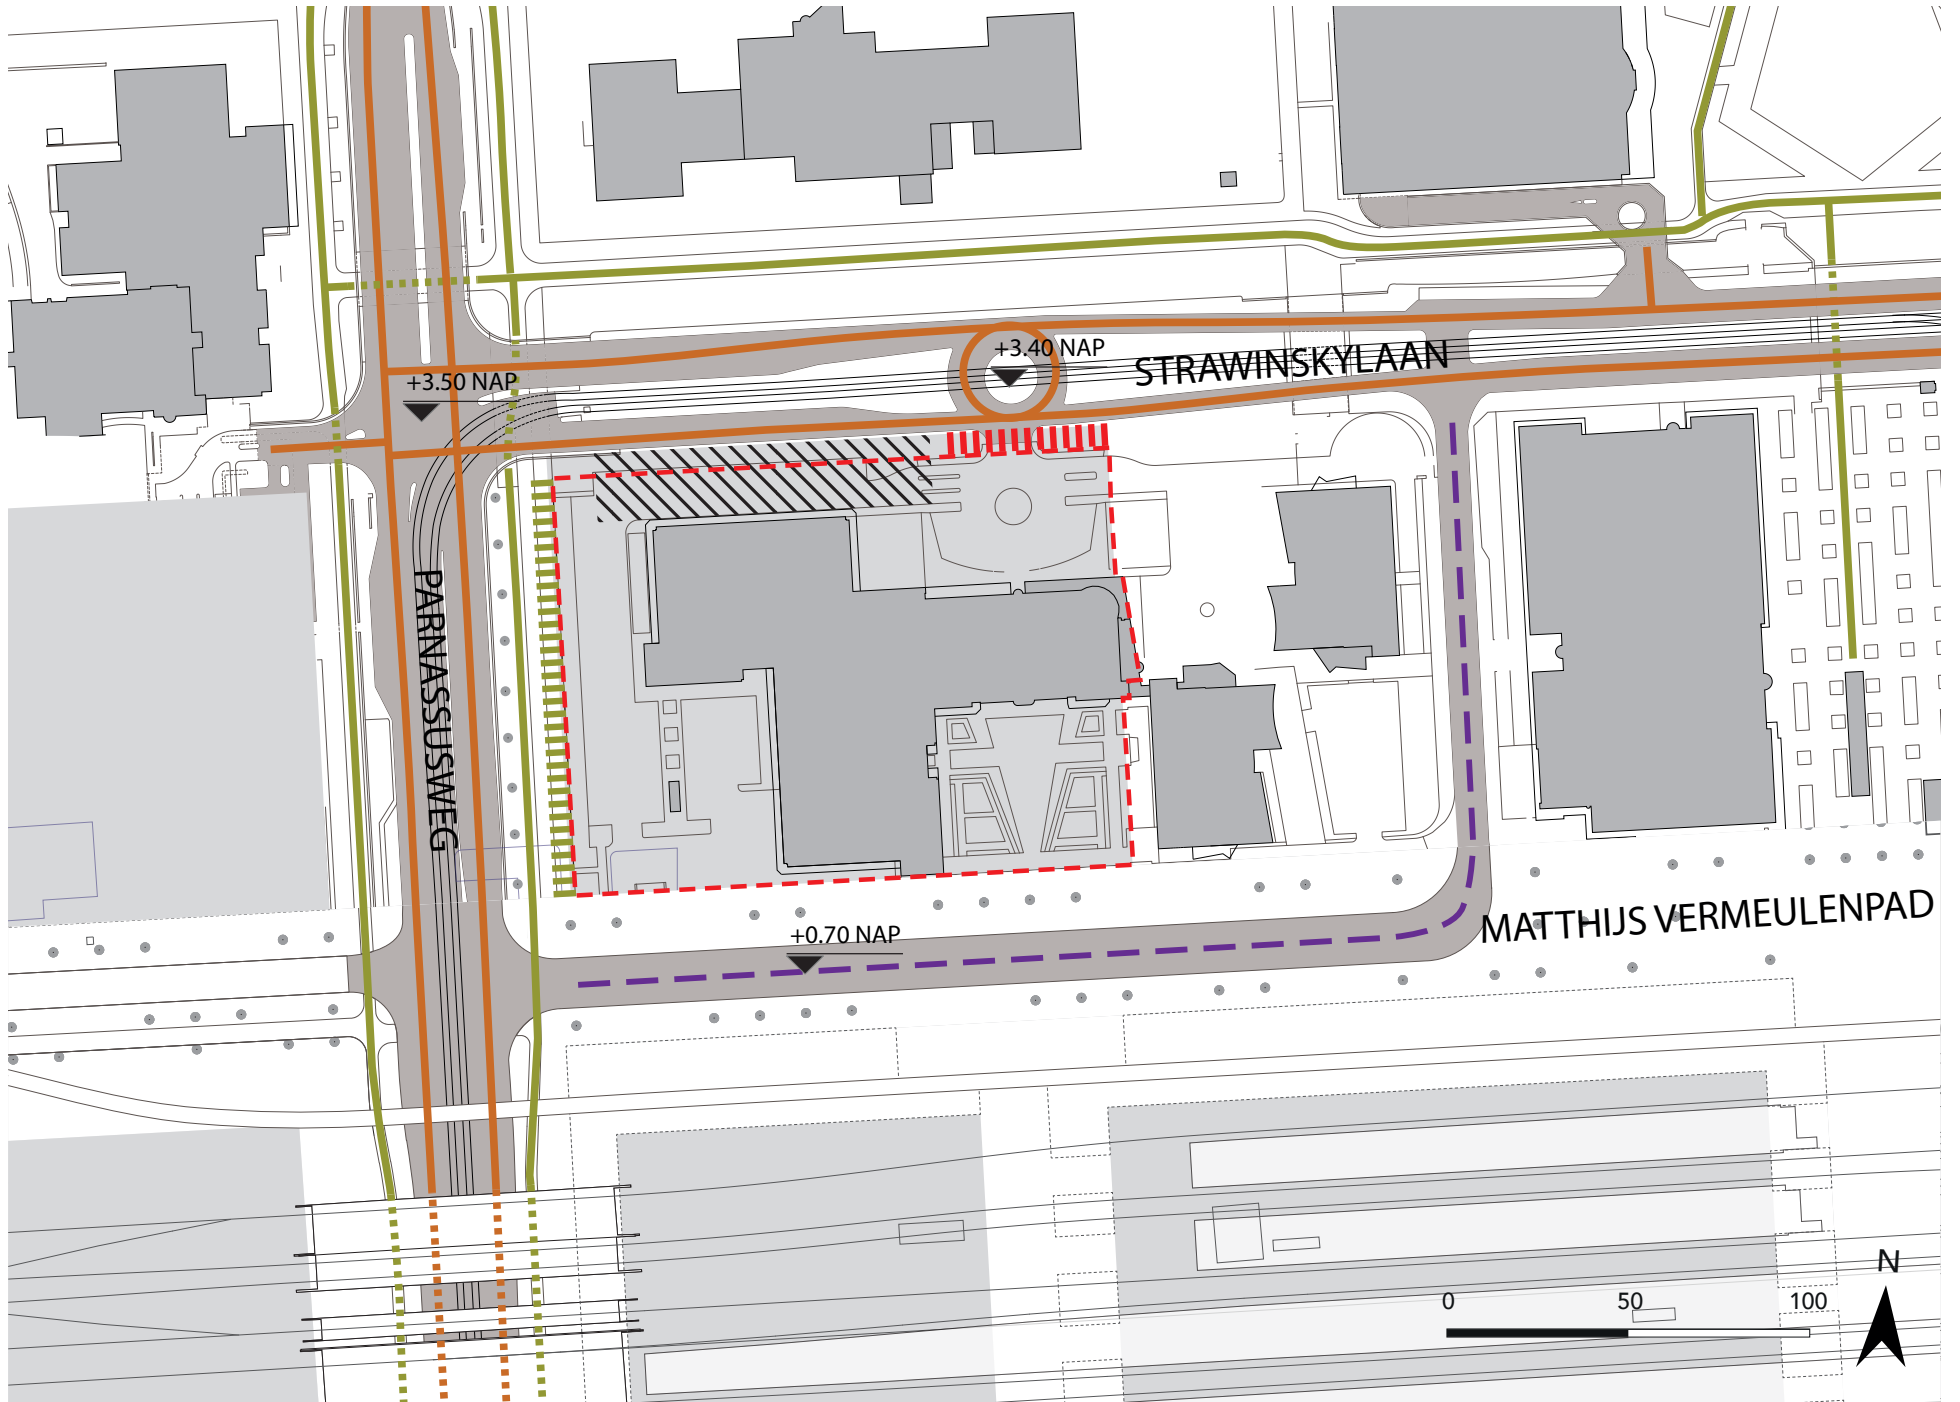 +3.40 NAP
STRAWINSKYLAAN
+3.50 NAP
PARNASSUSWEG
MATTHIJS VERMEULENPAD
+0.70 NAP
N
0 50 100